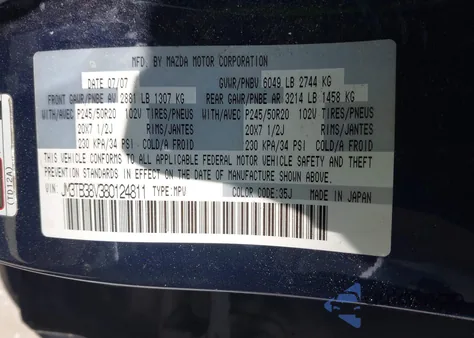 MFD. BY MAZDA MOTOR CORPORATION
DATE 07/07 GVWR/PNBV 6049 LB 2744 KG
FRONT GAWR/PNBE AV 2881 LB 1307 KG REAR GAWR/PNBE AR 3214 LB 1458 KG
WITH/AVEC P245/50R20 102V TIRES/PNEUS WITH/AVEC P245/50R20 102V TIRES/PNEUS
20X7 1/2J RIMS/JANTES 20X7 1/2J RIMS/JANTES
230 KPA/34 PSI COLD/A FROID 230 KPA/34 PSI COLD/A FROID
THIS VEHICLE CONFORMS TO ALL APPLICABLE FEDERAL MOTOR VEHICLE SAFETY, BUMPER, AND THEFT
PREVENTION STANDARDS IN EFFECT ON THE DATE OF MANUFACTURE SHOWN ABOVE.
VIN: JM3TB38V380124811 TYPE:MPV COLOR CODE:35J MADE IN JAPAN
(TD12A)